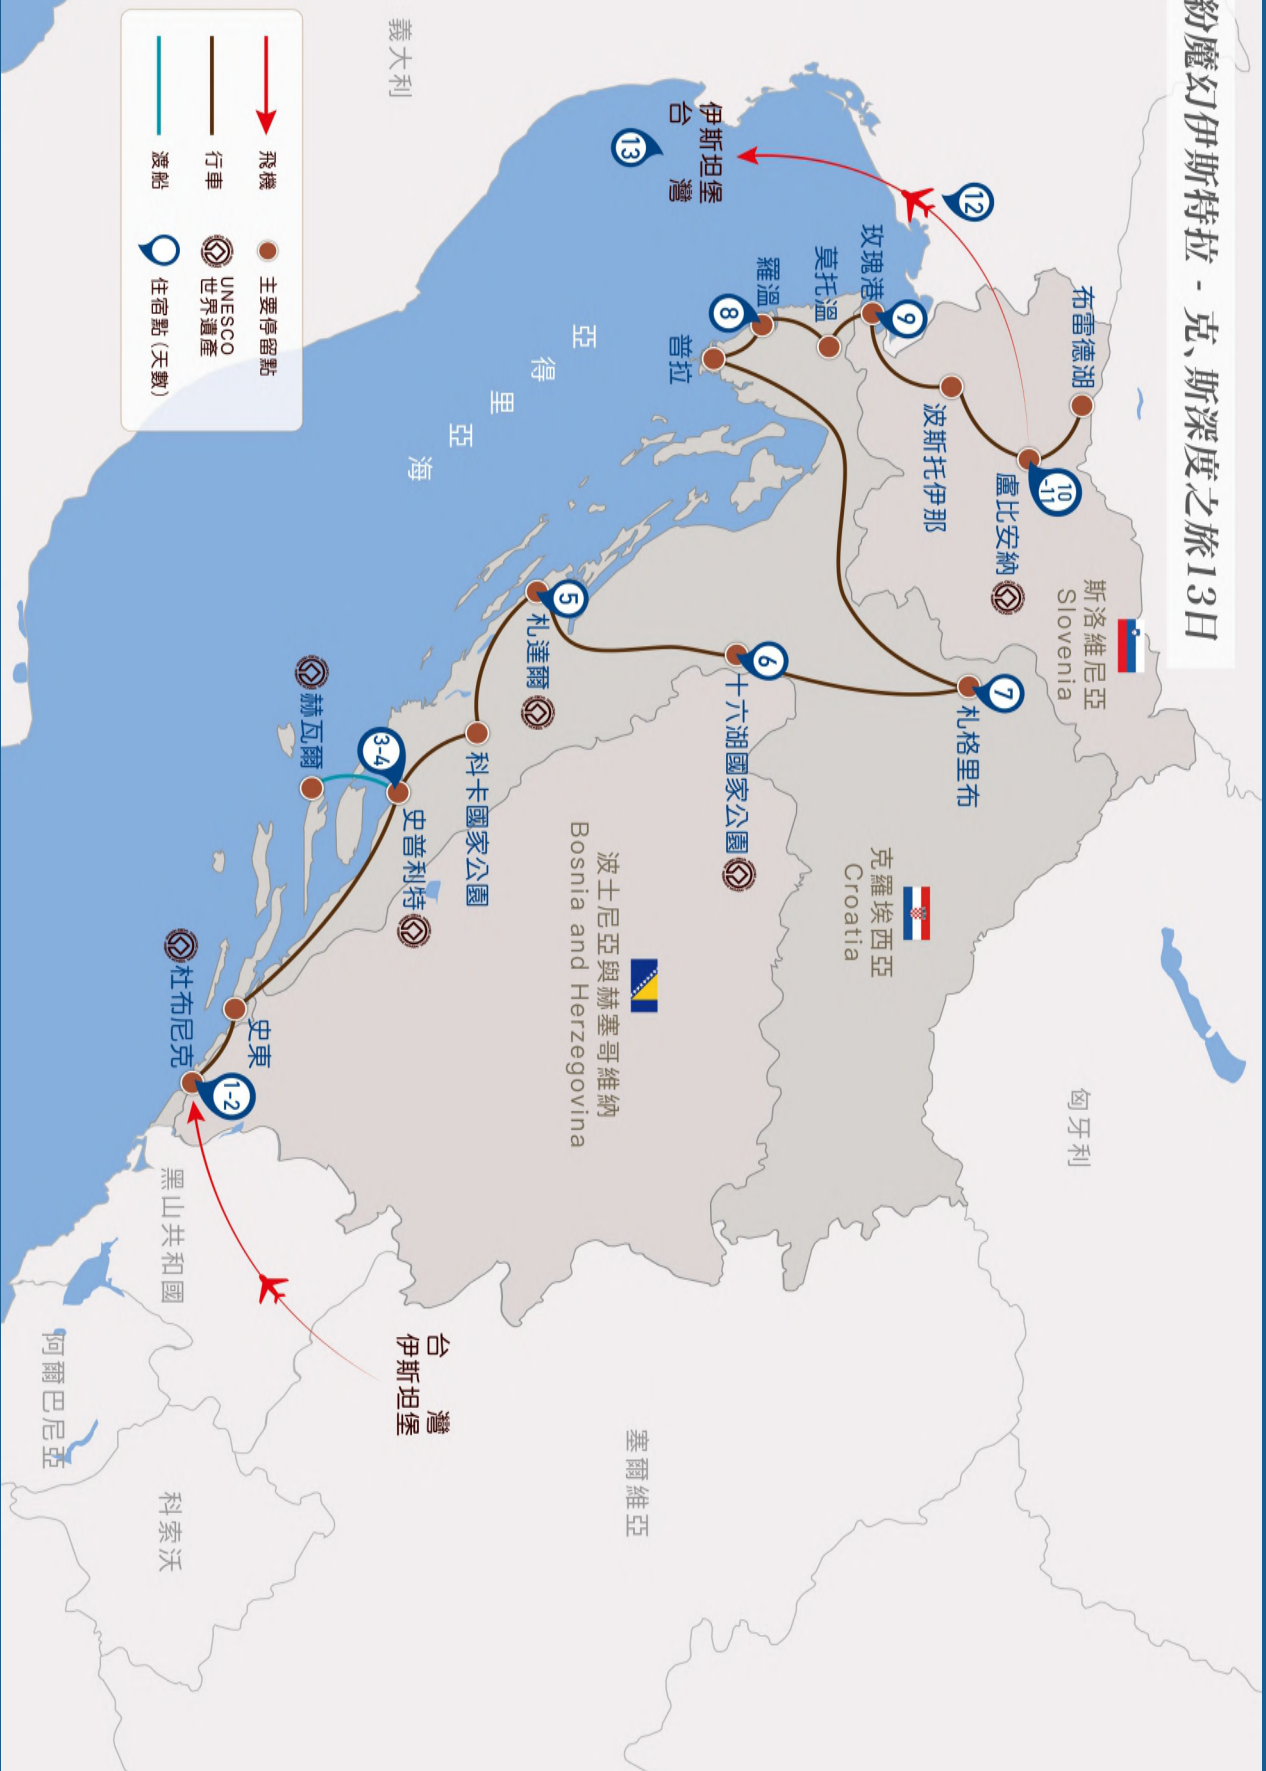 紛魔幻伊斯特拉 - 克、斯深度之旅13日
斯洛維尼亞
Slovenia
克羅埃西亞
Croatia
波士尼亞與赫塞哥維納
Bosnia and Herzegovina
匈牙利
塞爾維亞
義大利
黑山共和國
阿爾巴尼亞
科索沃
亞得里亞海
布雷德湖
10
-11
盧比安納
波斯托伊那
9
玫瑰港
莫托溫
8
羅溫
普拉
7
札格里布
6
十六湖國家公園
5
札達爾
科卡國家公園
3-4
史普利特
赫瓦爾
史東
1-2
杜布尼克
12
伊斯坦堡
台灣
13
台灣
伊斯坦堡
飛機
行車
渡船
主要停留點
UNESCO
世界遺產
住宿點(天數)